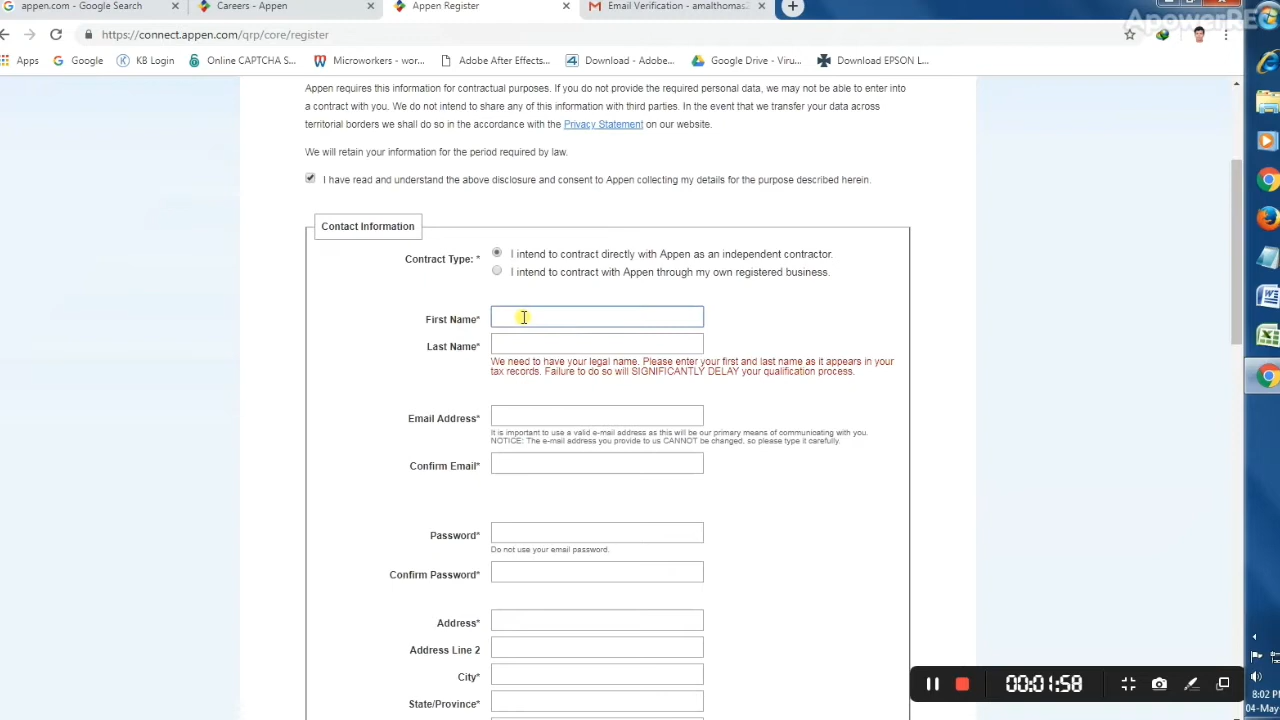 appen.com - Google Search
Careers - Appen
Appen Register
Email Verification - amalthomas.2
ApowerREC
https://connect.appen.com/qrp/core/register
Apps
Google
KB Login
Online CAPTCHA S...
Microworkers - wor...
Adobe After Effects...
Download - Adobe...
Google Drive - Viru...
Download EPSON L...
Appen requires this information for contractual purposes. If you do not provide the required personal data, we may not be able to enter into
a contract with you. We do not intend to share any of this information with third parties. In the event that we transfer your data across
territorial borders we shall do so in the accordance with the Privacy Statement on our website.
We will retain your information for the period required by law.
I have read and understand the above disclosure and consent to Appen collecting my details for the purpose described herein.
Contact Information
Contract Type: *
I intend to contract directly with Appen as an independent contractor.
I intend to contract with Appen through my own registered business.
First Name*
Last Name*
We need to have your legal name. Please enter your first and last name as it appears in your
tax records. Failure to do so will SIGNIFICANTLY DELAY your qualification process.
Email Address*
It is important to use a valid e-mail address as this will be our primary means of communicating with you.
NOTICE: The e-mail address you provide to us CANNOT be changed, so please type it carefully.
Confirm Email*
Password*
Do not use your email password.
Confirm Password*
Address*
Address Line 2
City*
State/Province*
00:01:58
8:02 P
04-May